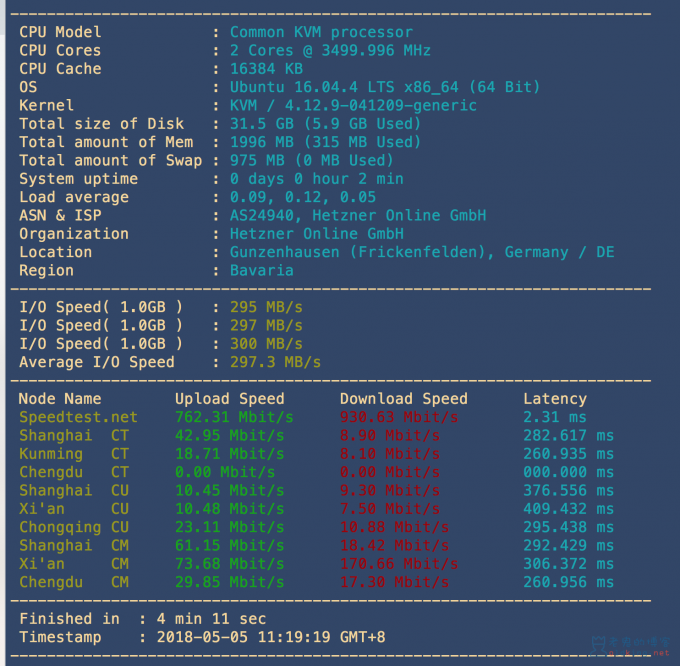 CPU Model : Common KVM processor
CPU Cores : 2 Cores @ 3499.996 MHz
CPU Cache : 16384 KB
OS : Ubuntu 16.04.4 LTS x86_64 (64 Bit)
Kernel : KVM / 4.12.9-041209-generic
Total size of Disk : 31.5 GB (5.9 GB Used)
Total amount of Mem : 1996 MB (315 MB Used)
Total amount of Swap : 975 MB (0 MB Used)
System uptime : 0 days 0 hour 2 min
Load average : 0.09, 0.12, 0.05
ASN & ISP : AS24940, Hetzner Online GmbH
Organization : Hetzner Online GmbH
Location : Gunzenhausen (Frickenfelden), Germany / DE
Region : Bavaria
I/O Speed( 1.0GB ) : 295 MB/s
I/O Speed( 1.0GB ) : 297 MB/s
I/O Speed( 1.0GB ) : 300 MB/s
Average I/O Speed : 297.3 MB/s
Node Name Upload Speed Download Speed Latency
Speedtest.net 762.31 Mbit/s 930.63 Mbit/s 2.31 ms
Shanghai CT 42.95 Mbit/s 8.90 Mbit/s 282.617 ms
Kunming CT 18.71 Mbit/s 8.10 Mbit/s 260.935 ms
Chengdu CT 0.00 Mbit/s 0.00 Mbit/s 000.000 ms
Shanghai CU 10.45 Mbit/s 9.30 Mbit/s 376.556 ms
Xi'an CU 10.48 Mbit/s 7.50 Mbit/s 409.432 ms
Chongqing CU 23.11 Mbit/s 10.88 Mbit/s 295.438 ms
Shanghai CM 61.15 Mbit/s 18.42 Mbit/s 292.429 ms
Xi'an CM 73.68 Mbit/s 170.66 Mbit/s 306.372 ms
Chengdu CM 29.85 Mbit/s 17.30 Mbit/s 260.956 ms
Finished in : 4 min 11 sec
Timestamp : 2018-05-05 11:19:19 GMT+8